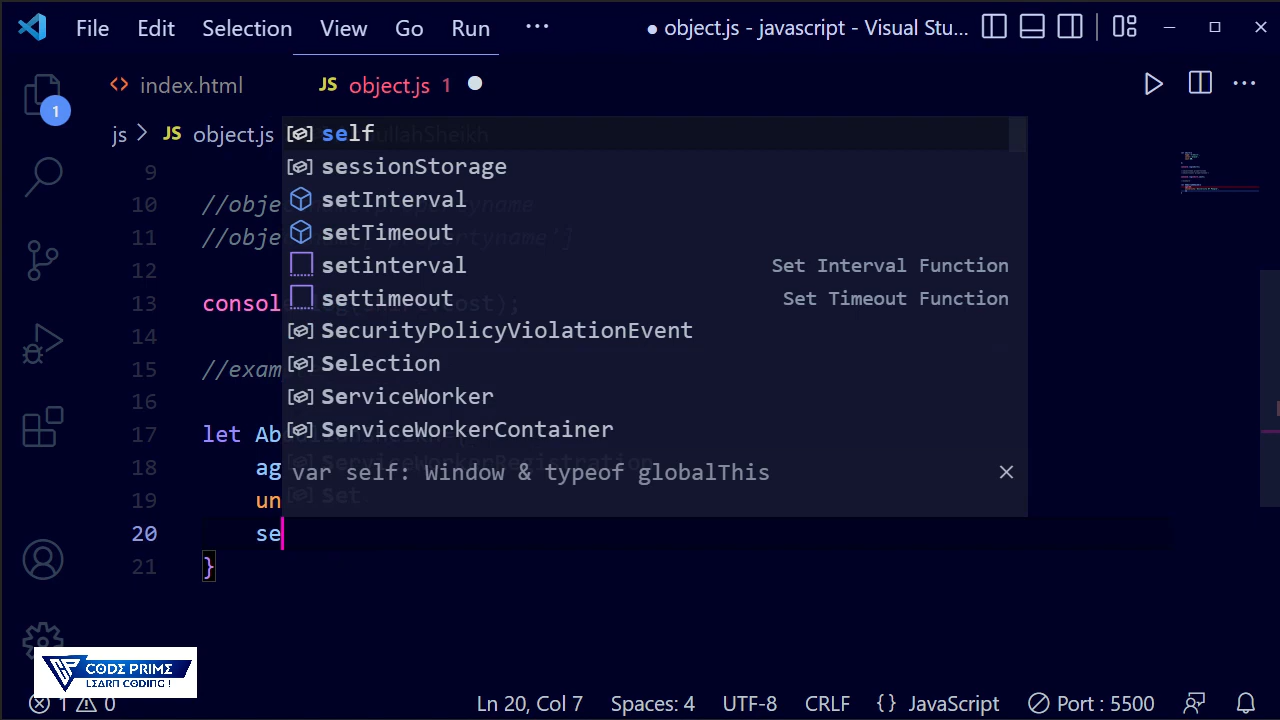 File Edit Selection View Go Run ···
● object.js - javascript - Visual Stu...
<> index.html
JS object.js 1 ●
1
js > JS object.js
self
sessionStorage
setInterval
setTimeout
setinterval Set Interval Function
settimeout Set Timeout Function
SecurityPolicyViolationEvent
Selection
ServiceWorker
ServiceWorkerContainer
var self: Window & typeof globalThis
9
10 //obje
11 //obje
12
13 consol
14
15 //exam
16
17 let Ab
18 ag
19 un
20 se
21 }
CODE PRIME
LEARN CODING !
1 0 Ln 20, Col 7 Spaces: 4 UTF-8 CRLF {} JavaScript Port : 5500